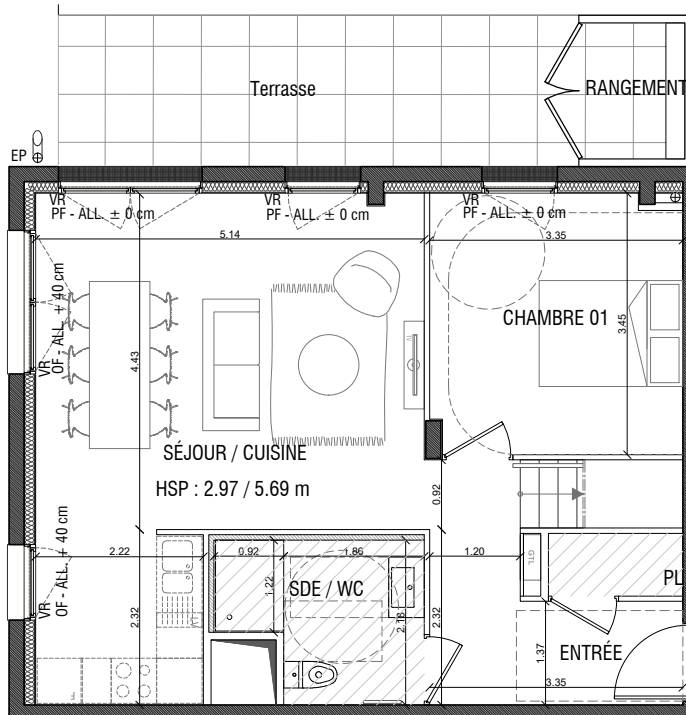 Terrasse
RANGEMENT
EP
VR
PF - ALL. ± 0 cm
VR
PF - ALL. ± 0 cm
VR
PF - ALL. ± 0 cm
5.14
3.35
VR
OF - ALL. + 40 cm
CHAMBRE 01
3.45
4.43
SÉJOUR / CUISINE
HSP : 2.97 / 5.69 m
0.92
VR
OF - ALL. + 40 cm
2.22
0.92
1.86
1.20
GTL
1.22
SDE / WC
PL
LV
2.32
2.18
2.32
1.37
ENTRÉE
3.35
F